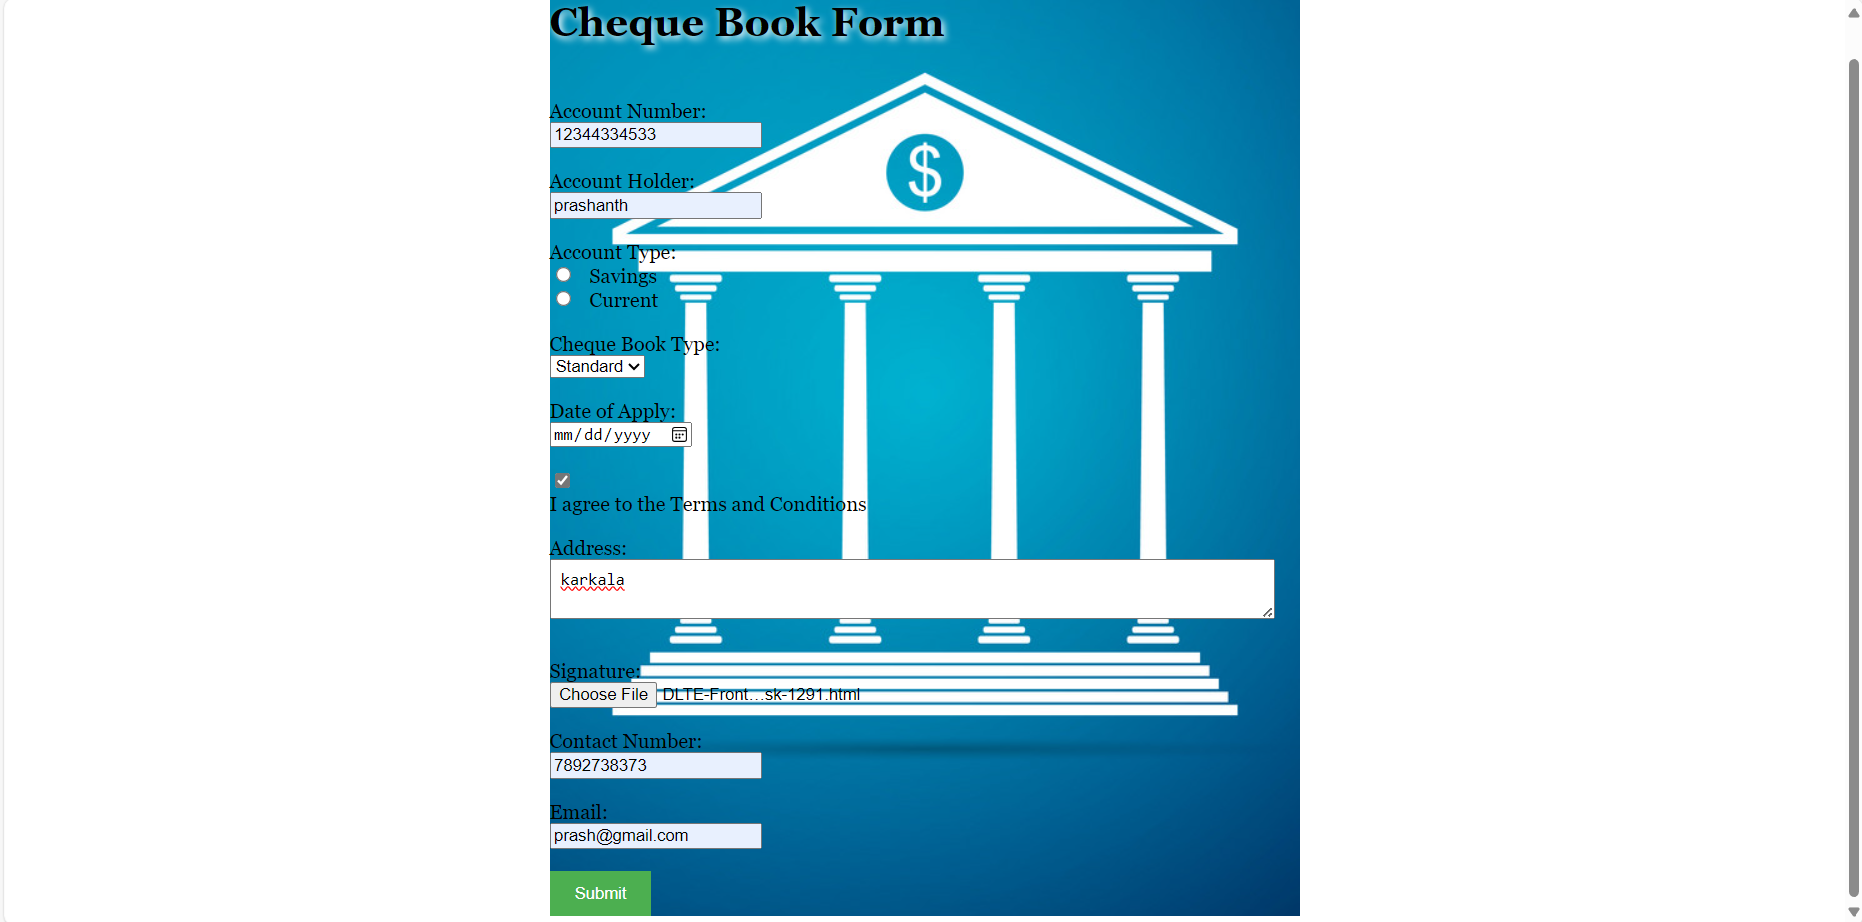 Cheque Book Form
Account Number:
12344334533
Account Holder:
prashanth
Account Type:
Savings
Current
Cheque Book Type:
Standard
Date of Apply:
mm/dd/yyyy
I agree to the Terms and Conditions
Address:
karkala
Signature:
Choose File DLTE-Front...sk-1291.html
Contact Number:
7892738373
Email:
prash@gmail.com
Submit
$